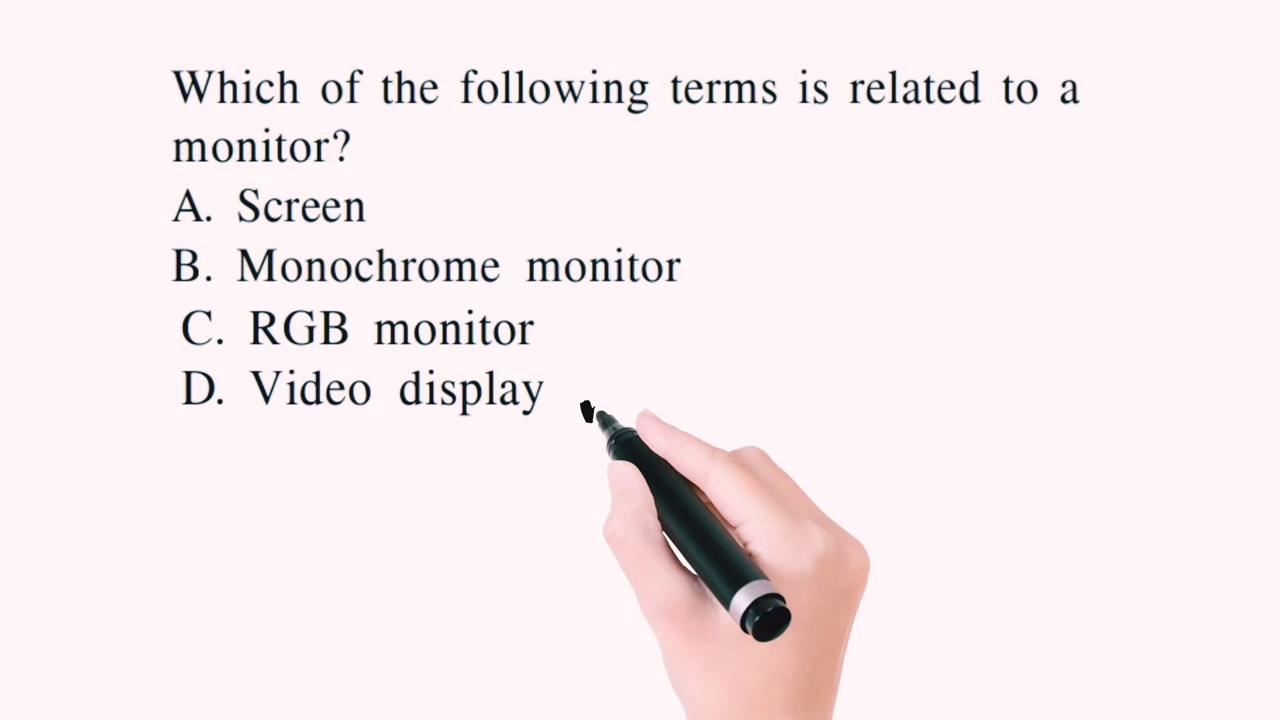 Which of the following terms is related to a
monitor?
A. Screen
B. Monochrome monitor
C. RGB monitor
D. Video display